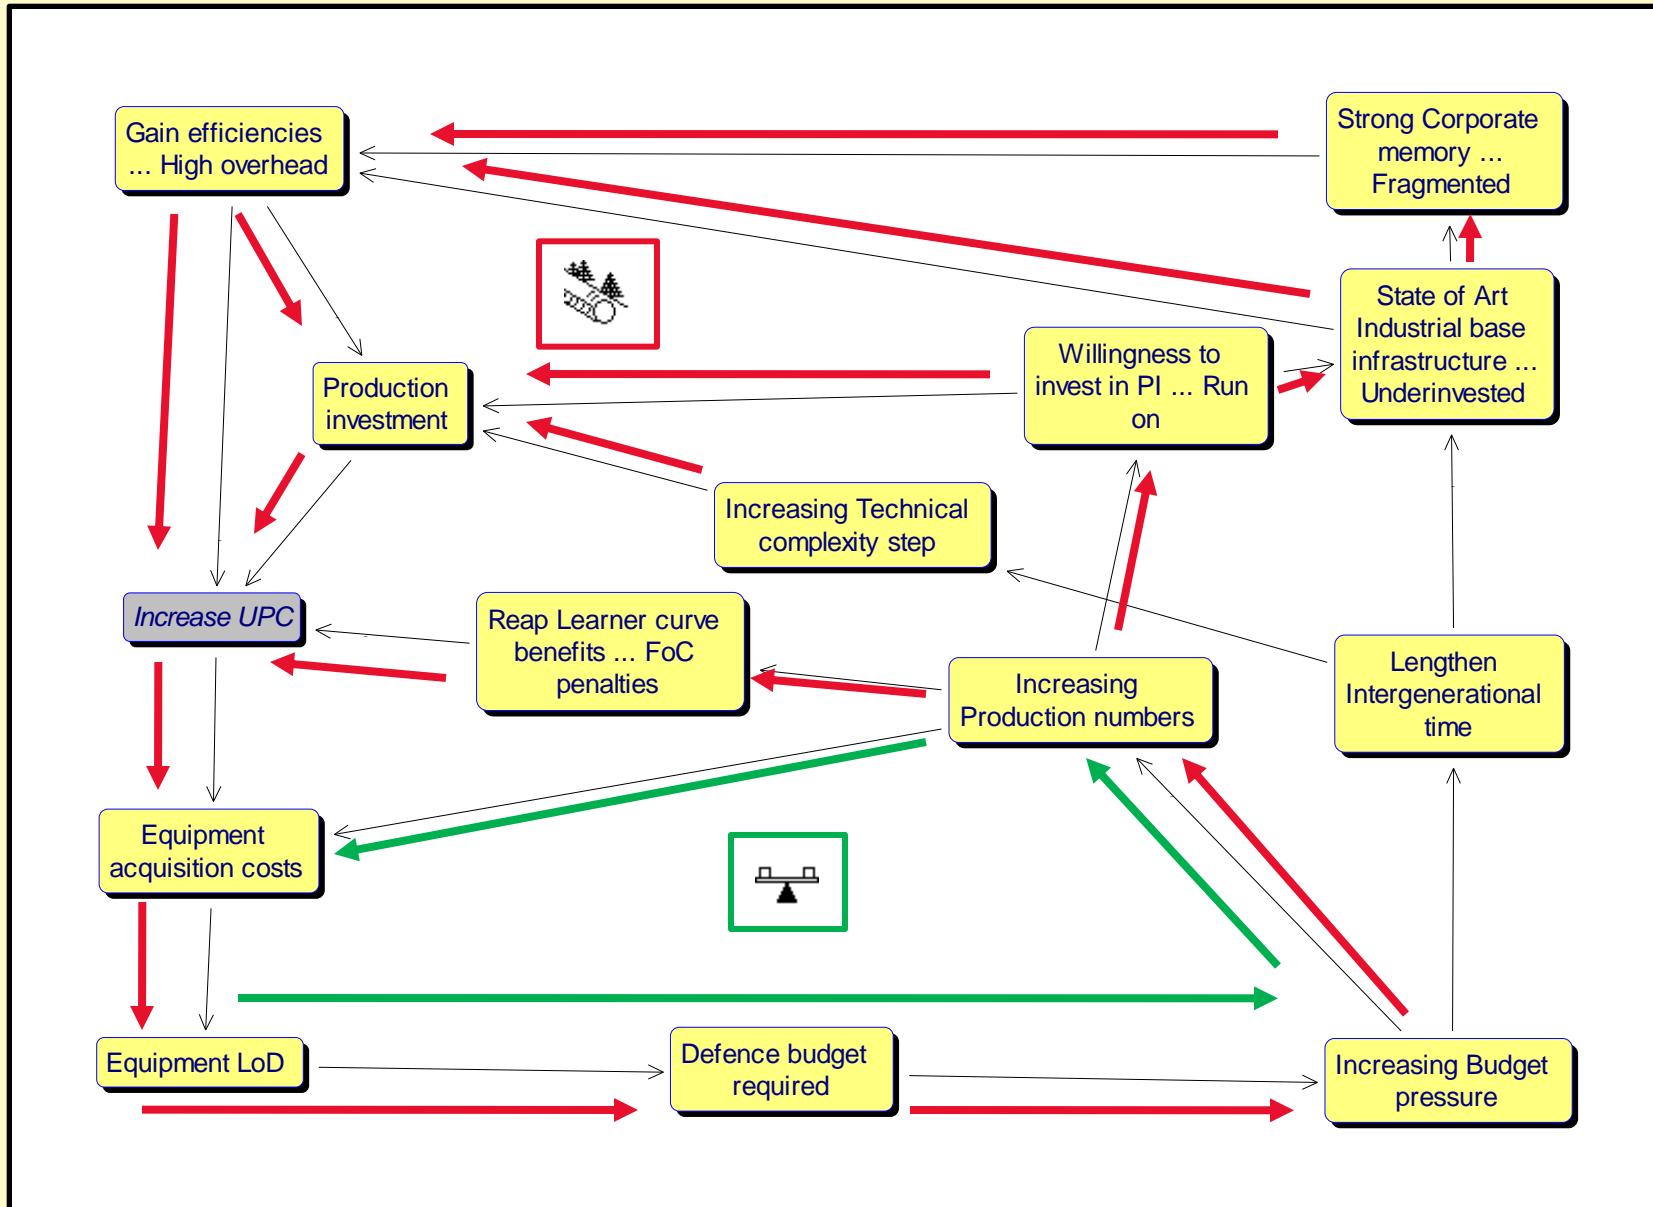 Gain efficiencies
... High overhead
Strong Corporate
memory ...
Fragmented
State of Art
Industrial base
infrastructure ...
Underinvested
Willingness to
invest in PI ... Run
on
Production
investment
Increasing Technical
complexity step
Increase UPC
Reap Learner curve
benefits ... FoC
penalties
Increasing
Production numbers
Lengthen
Intergenerational
time
Equipment
acquisition costs
Equipment LoD
Defence budget
required
Increasing Budget
pressure